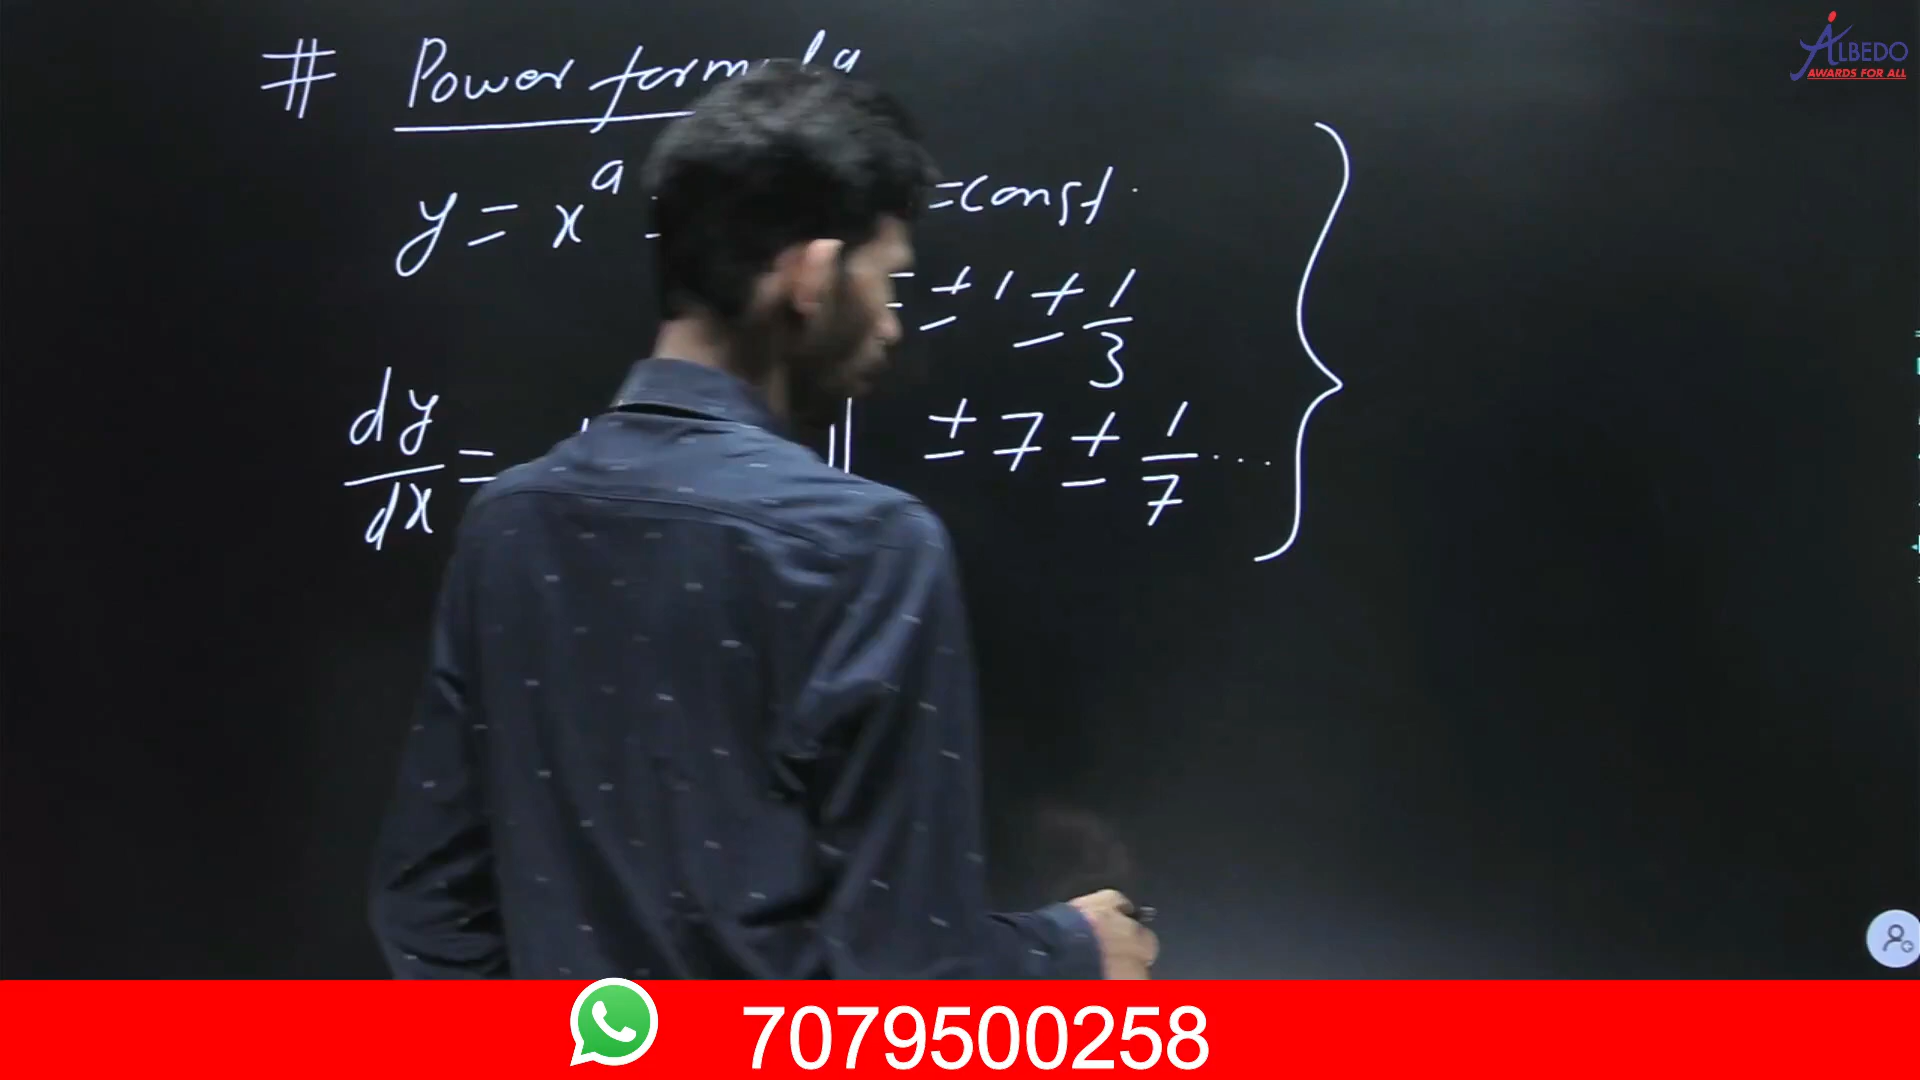 # Power formula
y = x^a = const.
± 1 ± 1/3
dy/dx = ± 7 ± 1/7 ...
ALBEDO
AWARDS FOR ALL
7079500258